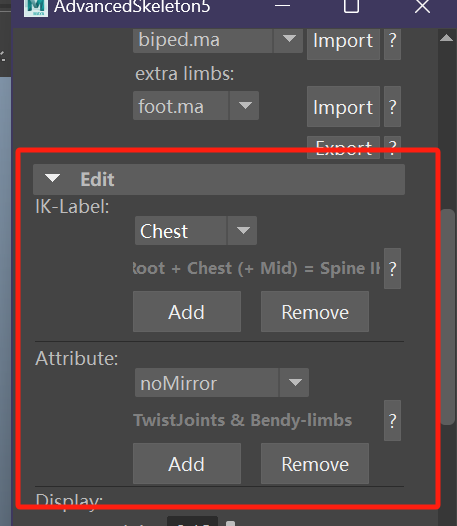 AdvancedSkeleton5
biped.ma Import ?
extra limbs:
foot.ma Import ?
Export ?
Edit
IK-Label:
Chest
Root + Chest (+ Mid) = Spine IK ?
Add Remove
Attribute:
noMirror
TwistJoints & Bendy-limbs ?
Add Remove
Display: